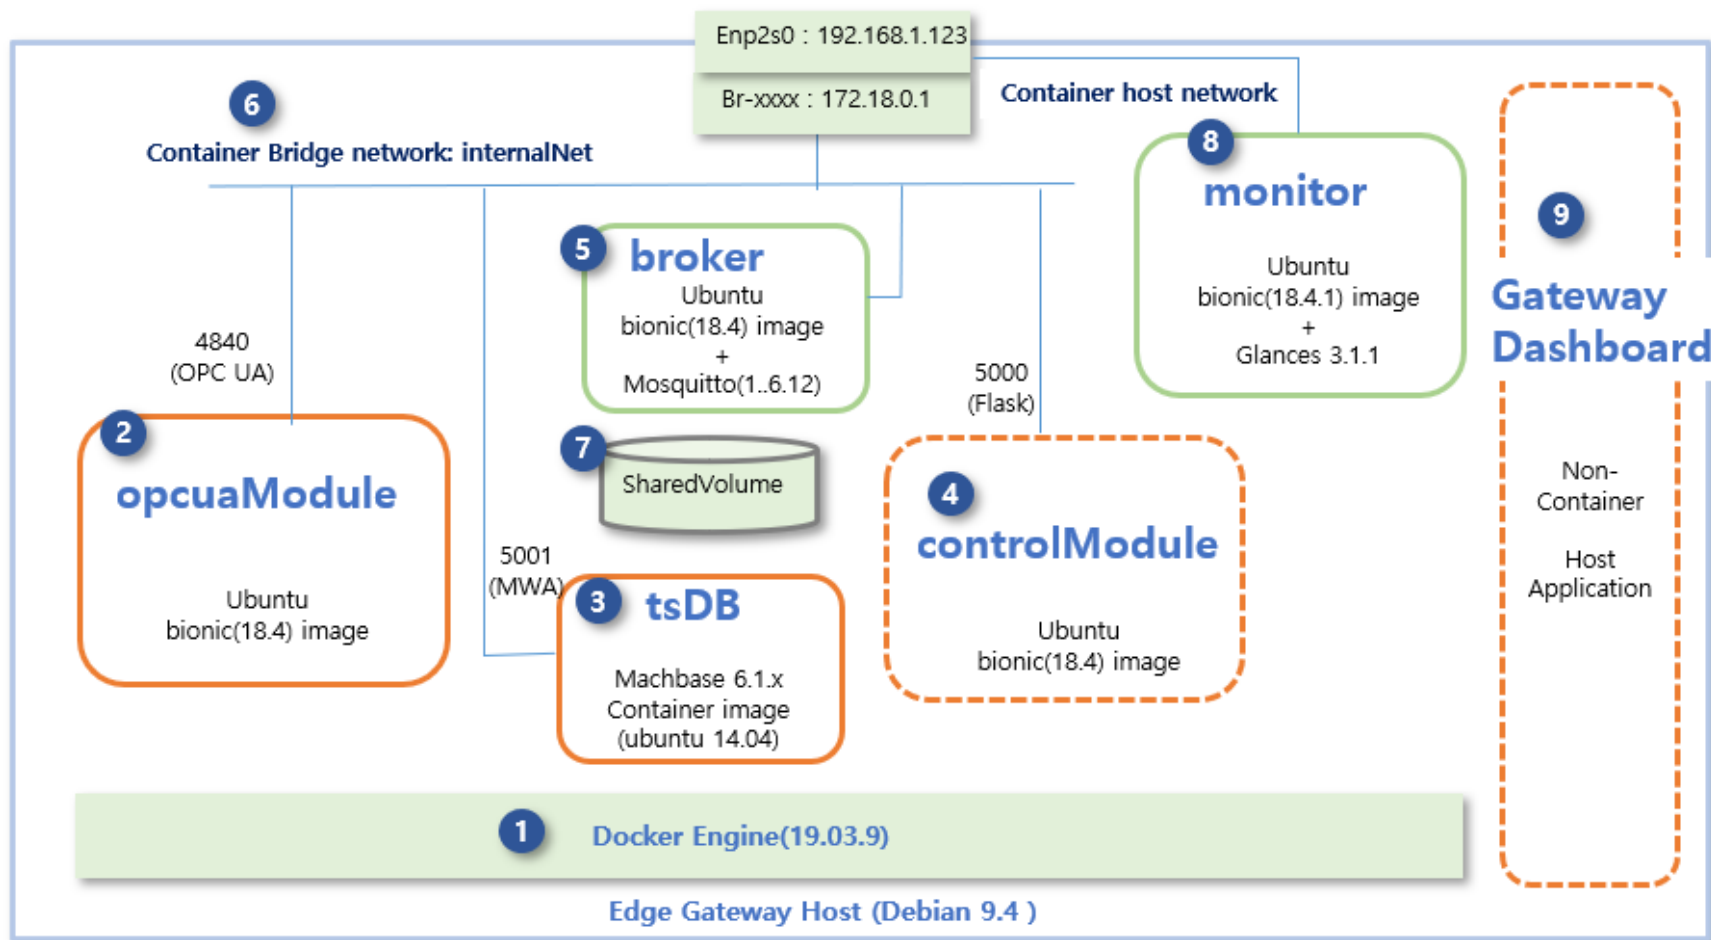 Enp2s0 : 192.168.1.123
Br-xxxx : 172.18.0.1
Container host network
6
Container Bridge network: internalNet
8
monitor
Ubuntu
bionic(18.4.1) image
+
Glances 3.1.1
9
Gateway
Dashboard
Non-
Container
Host
Application
5
broker
Ubuntu
bionic(18.4) image
+
Mosquitto(1..6.12)
4840
(OPC UA)
5000
(Flask)
2
opcuaModule
Ubuntu
bionic(18.4) image
7
SharedVolume
4
controlModule
Ubuntu
bionic(18.4) image
5001
(MWA)
3
tsDB
Machbase 6.1.x
Container image
(ubuntu 14.04)
1
Docker Engine(19.03.9)
Edge Gateway Host (Debian 9.4 )